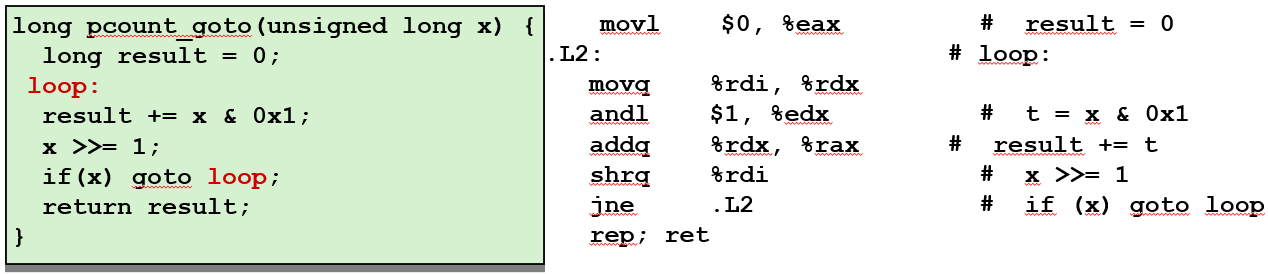 long pcount_goto(unsigned long x) {
  long result = 0;
 loop:
  result += x & 0x1;
  x >>= 1;
  if(x) goto loop;
  return result;
}
    movl    $0, %eax         #  result = 0
.L2:                       # loop:
   movq    %rdi, %rdx
   andl    $1, %edx          #  t = x & 0x1
   addq    %rdx, %rax      #  result += t
   shrq    %rdi              #  x >>= 1
   jne     .L2               #  if (x) goto loop
   rep; ret